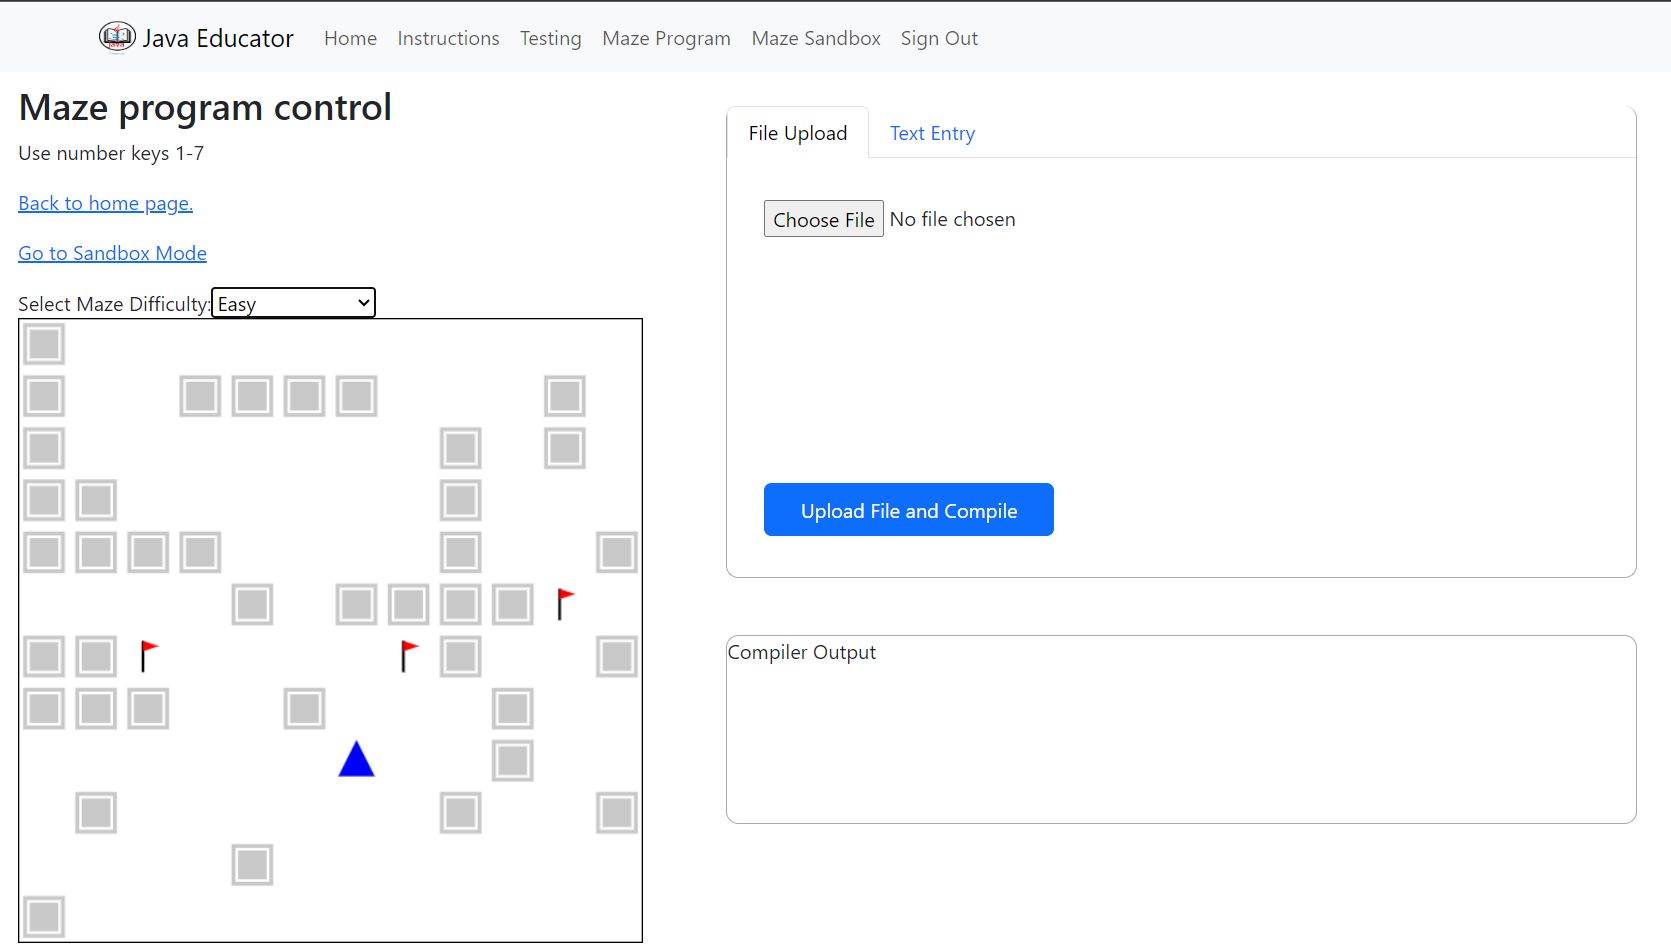 Java Educator Home Instructions Testing Maze Program Maze Sandbox Sign Out
Maze program control
Use number keys 1-7
Back to home page.
Go to Sandbox Mode
Select Maze Difficulty: Easy
File Upload Text Entry
Choose File No file chosen
Upload File and Compile
Compiler Output